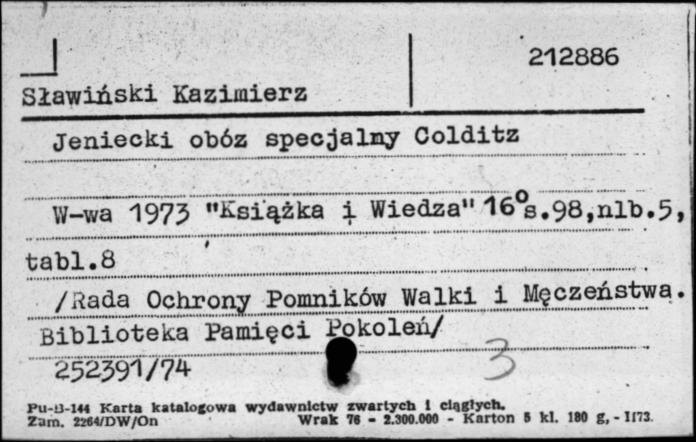 212886
Sławiński Kazimierz
Jeniecki obóz specjalny Colditz
W-wa 1973 "Książka i Wiedza" 16° s.98,nlb.5,
tabl.8
/Rada Ochrony Pomników Walki i Męczeństwa.
Biblioteka Pamięci Pokoleń/
252391/74
3
Pu-B-144 Karta katalogowa wydawnictw zwartych i ciągłych.
Zam. 2264/DW/On Wrak 76 - 2.300.000 - Karton 5 kl. 180 g, - 1173.